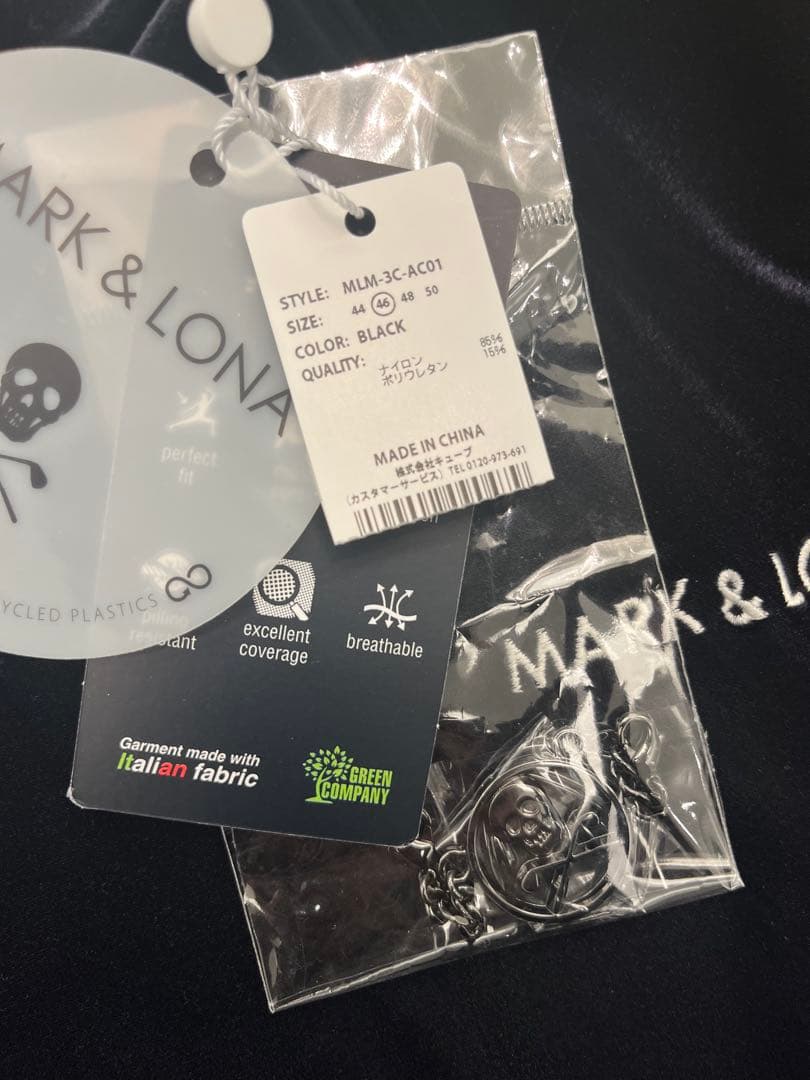 MARK & LONA
CYCLED PLASTICS
STYLE: MLM-3C-AC01
SIZE: 44 46 48 50
COLOR: BLACK
QUALITY:
ナイロン 85%
ポリウレタン 15%
MADE IN CHINA
株式会社キューブ
(カスタマーサービス) TEL 0120-973-691
perfect
fit
pilling
resistant
excellent
coverage
breathable
Garment made with
Italian fabric
GREEN
COMPANY
MARK & LO